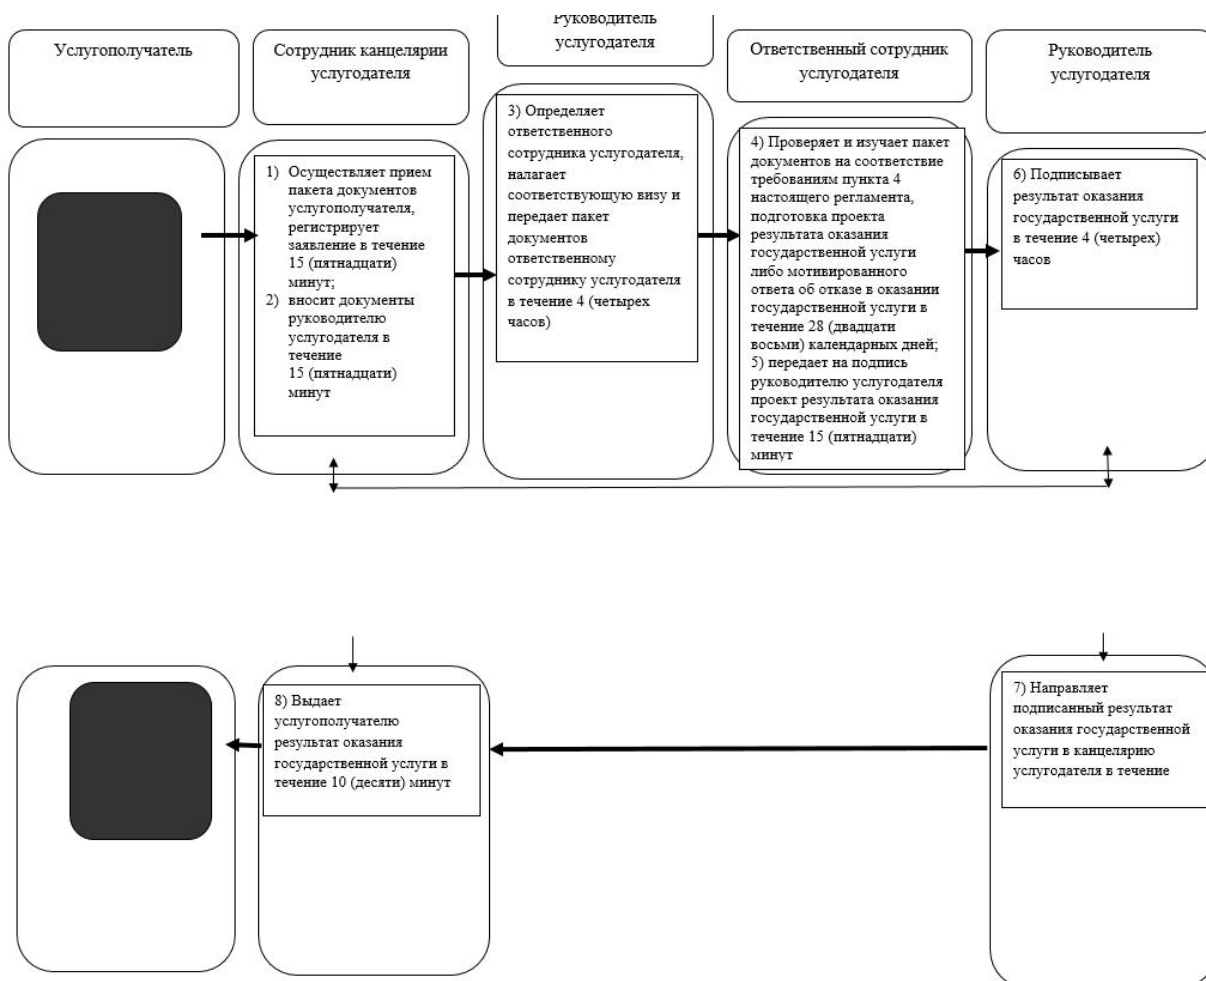 Услугополучатель
Сотрудник канцелярии
услугодателя
Руководитель
услугодателя
Ответственный сотрудник
услугодателя
Руководитель
услугодателя
1) Осуществляет прием
пакета документов
услугополучателя,
регистрирует
заявление в течение
15 (пятнадцати)
минут;
2) вносит документы
руководителю
услугодателя в
течение
15 (пятнадцати)
минут
3) Определяет
ответственного
сотрудника услугодателя,
налагает
соответствующую визу и
передает пакет
документов
ответственному
сотруднику услугодателя
в течение 4 (четырех
часов)
4) Проверяет и изучает пакет
документов на соответствие
требованиям пункта 4
настоящего регламента,
подготовка проекта
результата оказания
государственной услуги
либо мотивированного
ответа об отказе в оказании
государственной услуги в
течение 28 (двадцати
восьми) календарных дней;
5) передает на подпись
руководителю услугодателя
проект результата оказания
государственной услуги в
течение 15 (пятнадцати)
минут
6) Подписывает
результат оказания
государственной услуги
в течение 4 (четырех)
часов
8) Выдает
услугополучателю
результат оказания
государственной услуги в
течение 10 (десяти) минут
7) Направляет
подписанный результат
оказания государственной
услуги в канцелярию
услугодателя в течение